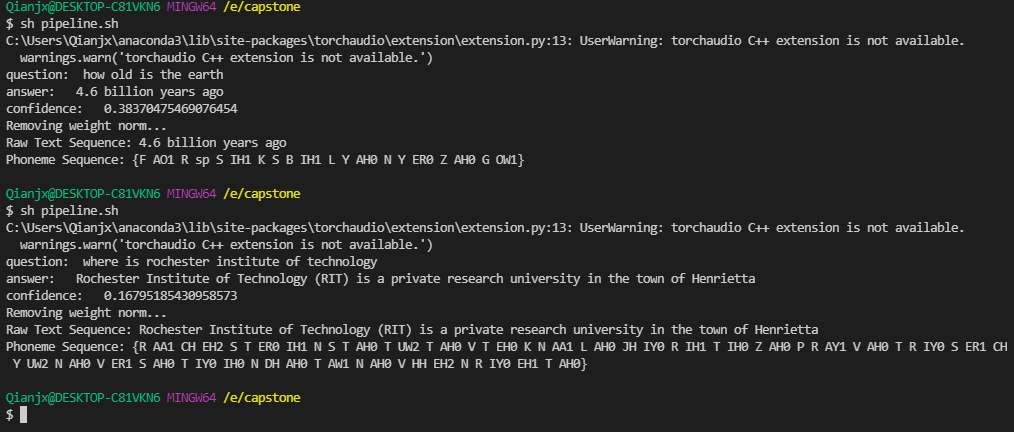 Qianjx@DESKTOP-C81VKN6 MINGW64 /e/capstone
$ sh pipeline.sh
C:\Users\Qianjx\anaconda3\lib\site-packages\torchaudio\extension\extension.py:13: UserWarning: torchaudio C++ extension is not available.
  warnings.warn('torchaudio C++ extension is not available.')
question:  how old is the earth
answer:   4.6 billion years ago
confidence:   0.38370475469076454
Removing weight norm...
Raw Text Sequence: 4.6 billion years ago
Phoneme Sequence: {F AO1 R sp S IH1 K S B IH1 L Y AH0 N Y ER0 Z AH0 G OW1}
Qianjx@DESKTOP-C81VKN6 MINGW64 /e/capstone
$ sh pipeline.sh
C:\Users\Qianjx\anaconda3\lib\site-packages\torchaudio\extension\extension.py:13: UserWarning: torchaudio C++ extension is not available.
  warnings.warn('torchaudio C++ extension is not available.')
question:  where is rochester institute of technology
answer:   Rochester Institute of Technology (RIT) is a private research university in the town of Henrietta
confidence:   0.16795185430958573
Removing weight norm...
Raw Text Sequence: Rochester Institute of Technology (RIT) is a private research university in the town of Henrietta
Phoneme Sequence: {R AA1 CH EH2 S T ER0 IH1 N S T AH0 T UW2 T AH0 V T EH0 K N AA1 L AH0 JH IY0 R IH1 T IH0 Z AH0 P R AY1 V AH0 T R IY0 S ER1 CH
 Y UW2 N AH0 V ER1 S AH0 T IY0 IH0 N DH AH0 T AW1 N AH0 V HH EH2 N R IY0 EH1 T AH0}
Qianjx@DESKTOP-C81VKN6 MINGW64 /e/capstone
$